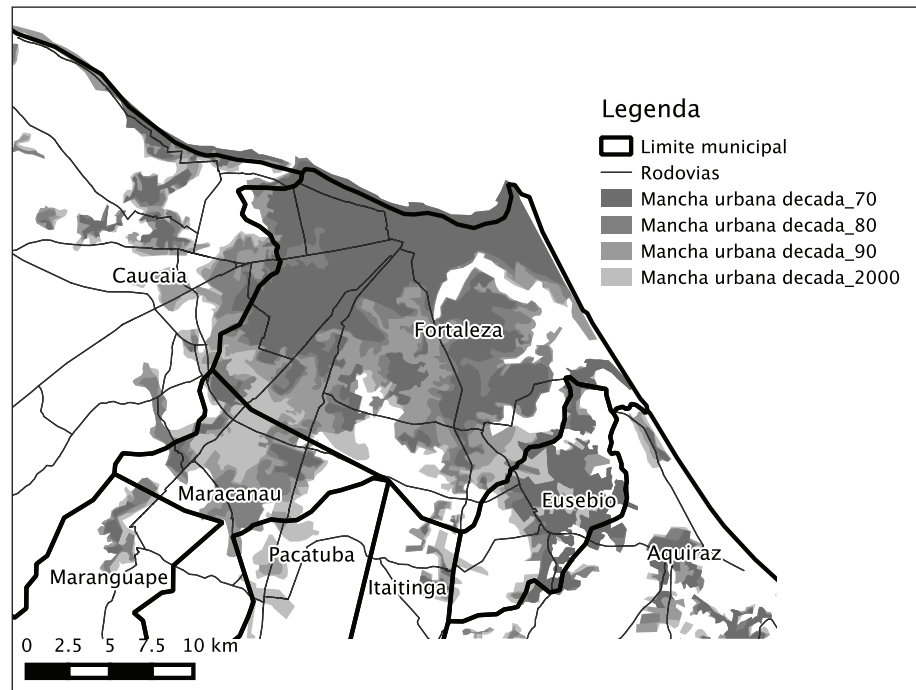 Legenda
Limite municipal
Rodovias
Mancha urbana decada_70
Mancha urbana decada_80
Mancha urbana decada_90
Mancha urbana decada_2000
Caucaia
Fortaleza
Maracanau
Eusebio
Pacatuba
Aquiraz
Maranguape
Itaitinga
0 2.5 5 7.5 10 km